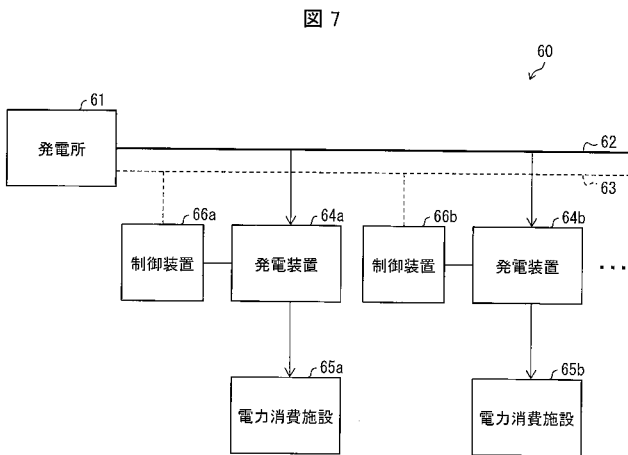 図7
60
61
発電所
62
63
66a
64a
66b
64b
制御装置
発電装置
制御装置
発電装置
・・・
65a
65b
電力消費施設
電力消費施設